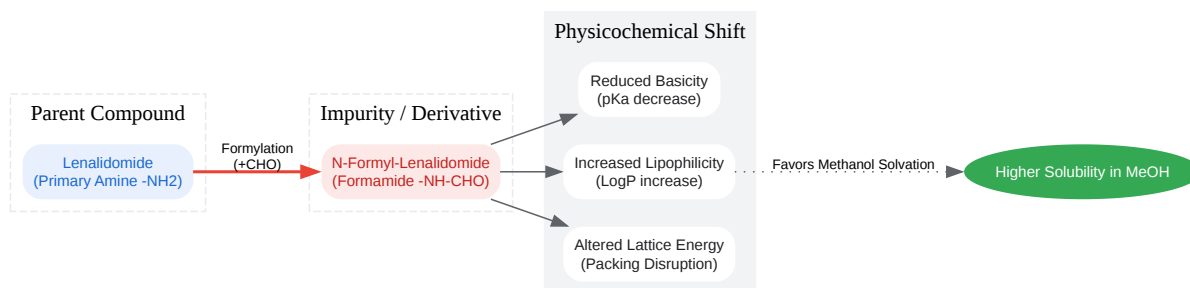 Physicochemical Shift
Parent Compound
Lenalidomide
(Primary Amine -NH2)
Formylation
(+CHO)
Impurity / Derivative
N-Formyl-Lenalidomide
(Formamide -NH-CHO)
Reduced Basicity
(pKa decrease)
Increased Lipophilicity
(LogP increase)
Altered Lattice Energy
(Packing Disruption)
Favors Methanol Solvation
Higher Solubility in MeOH